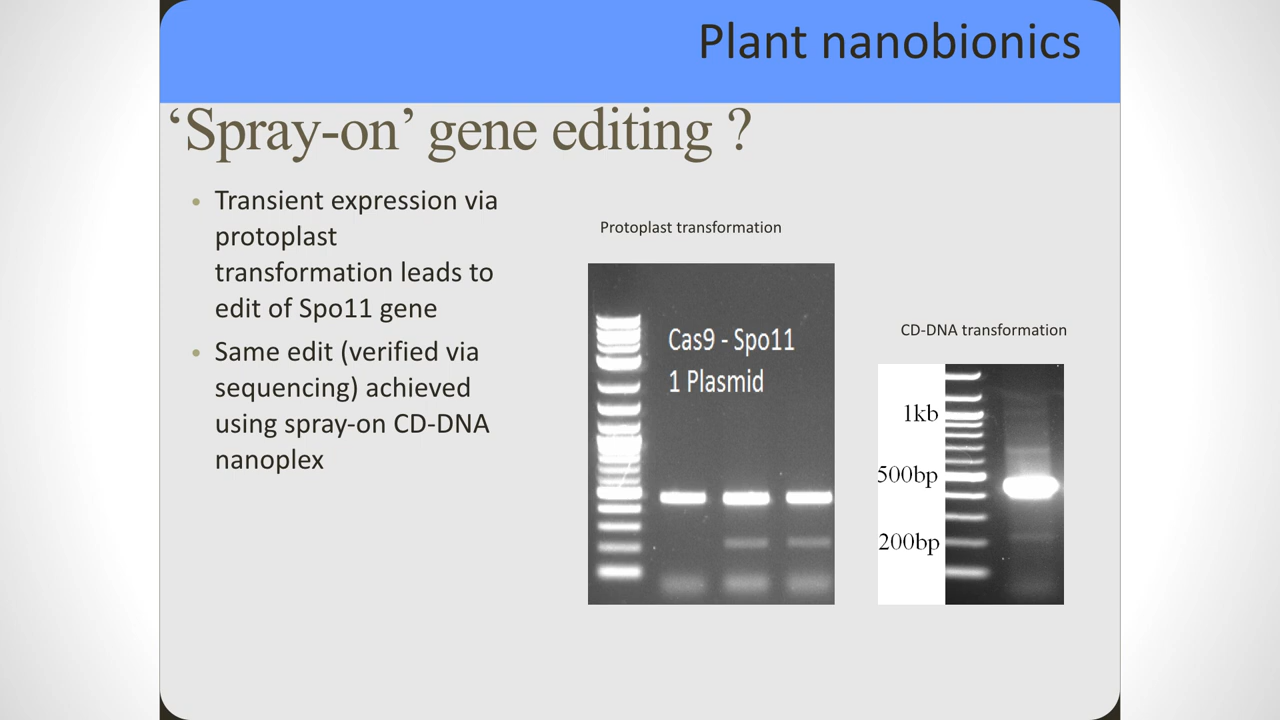 Plant nanobionics
‘Spray-on’ gene editing ?
• Transient expression via
protoplast
transformation leads to
edit of Spo11 gene
• Same edit (verified via
sequencing) achieved
using spray-on CD-DNA
nanoplex
Protoplast transformation
Cas9 - Spo11
1 Plasmid
CD-DNA transformation
1kb
500bp
200bp